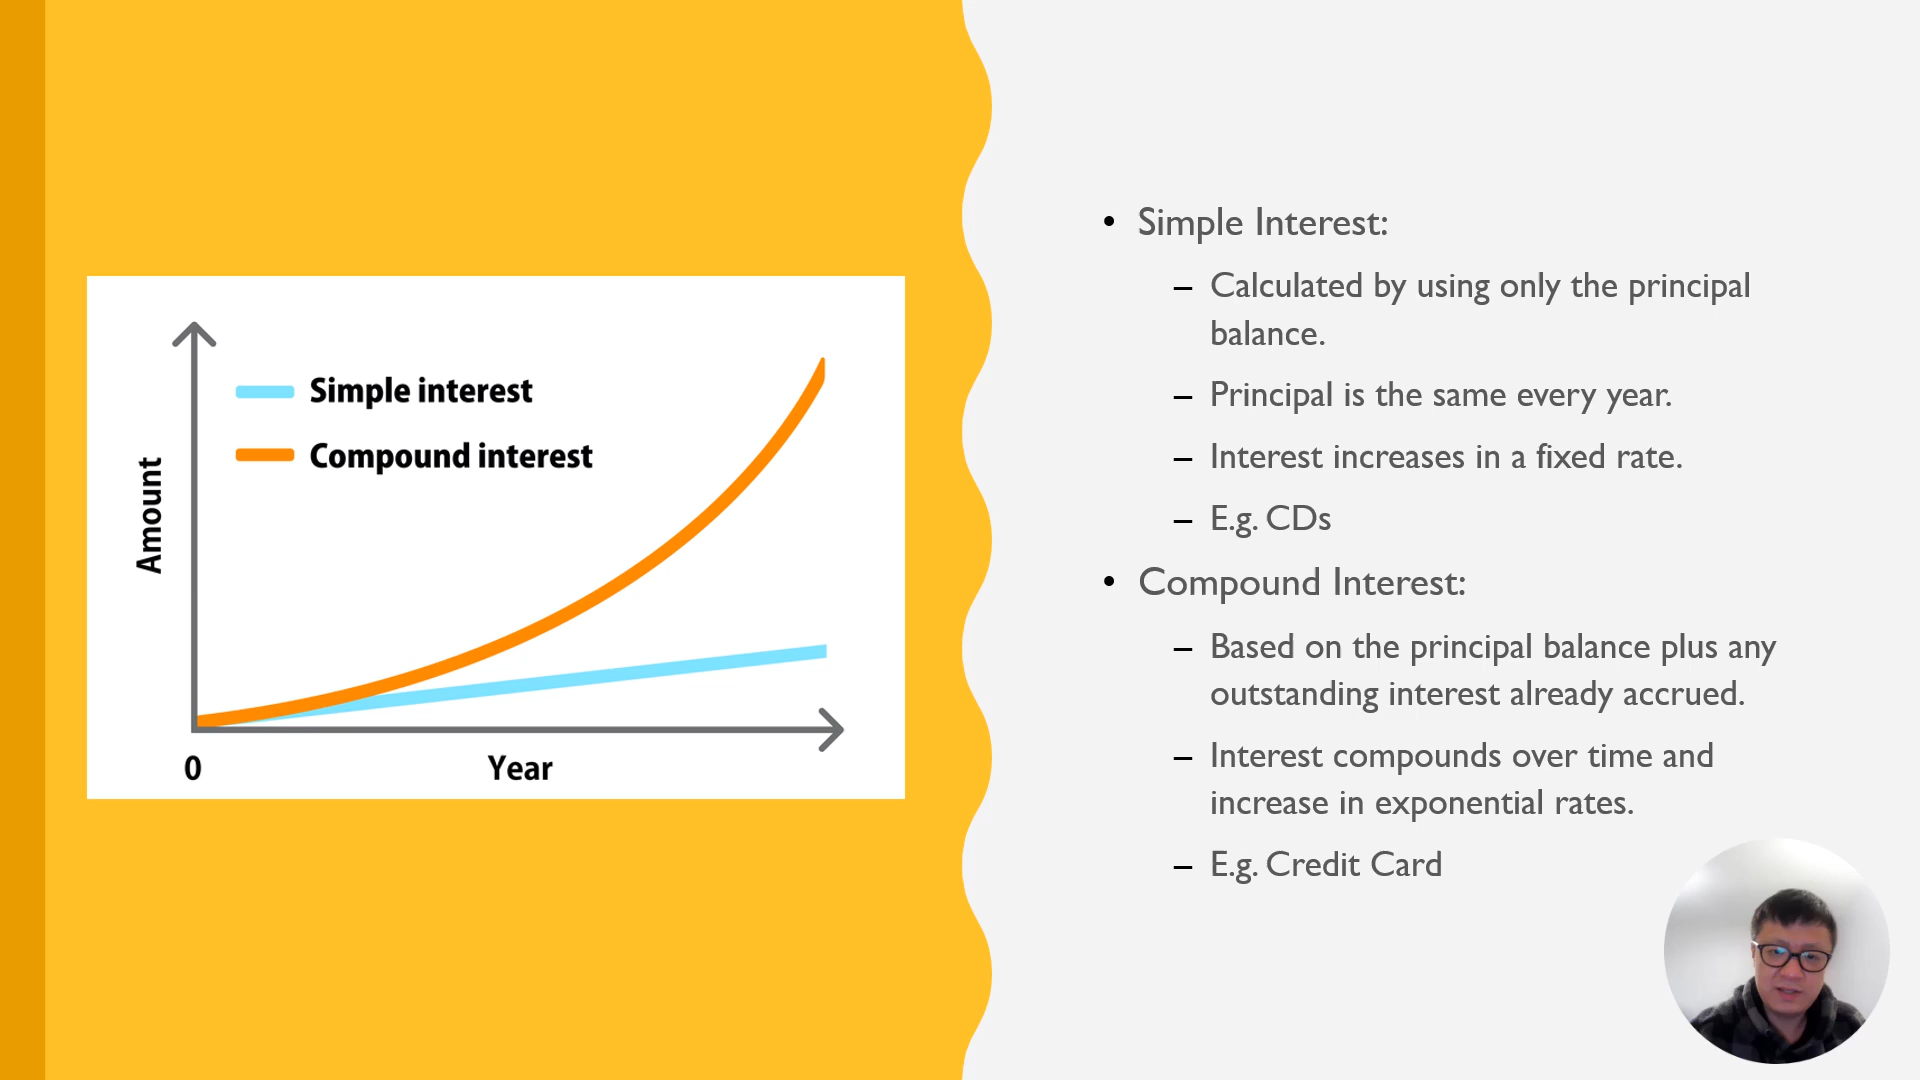 Simple interest
Compound interest
Amount
0
Year
• Simple Interest:
– Calculated by using only the principal
balance.
– Principal is the same every year.
– Interest increases in a fixed rate.
– E.g. CDs
• Compound Interest:
– Based on the principal balance plus any
outstanding interest already accrued.
– Interest compounds over time and
increase in exponential rates.
– E.g. Credit Card